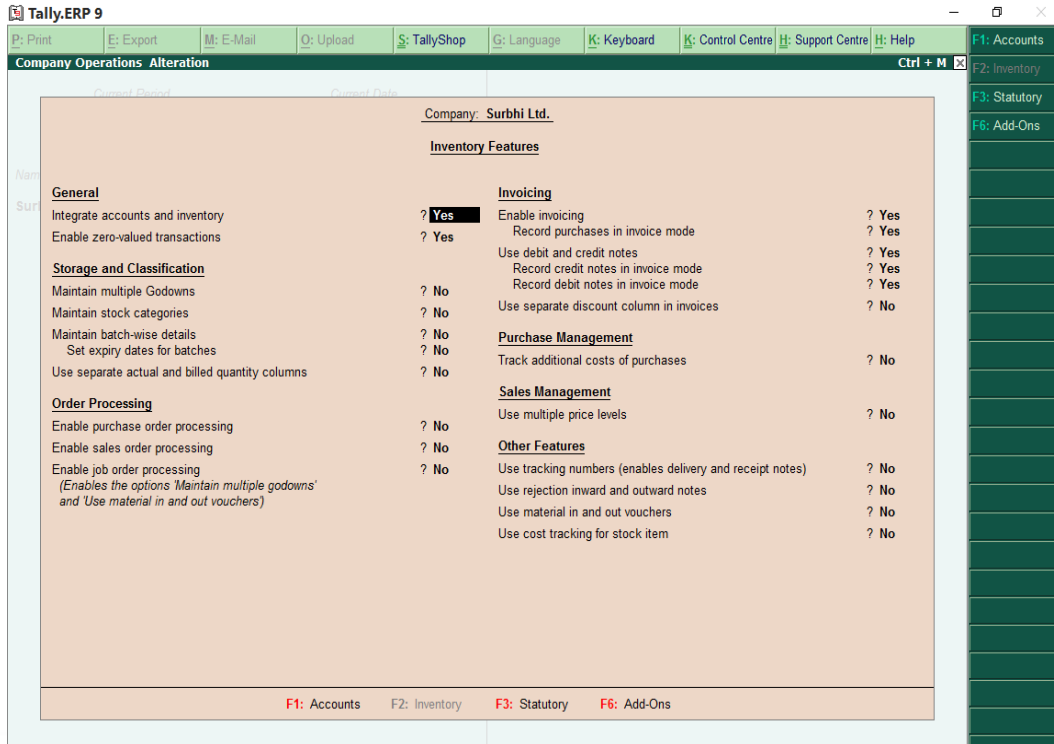 Tally.ERP 9
P: Print E: Export M: E-Mail O: Upload S: TallyShop G: Language K: Keyboard K: Control Centre H: Support Centre H: Help
Company Operations Alteration Ctrl + M
Current Period Current Date
Company: Surbhi Ltd.
Inventory Features
Nam
Surl
General
Integrate accounts and inventory ? Yes
Enable zero-valued transactions ? Yes
Storage and Classification
Maintain multiple Godowns ? No
Maintain stock categories ? No
Maintain batch-wise details ? No
Set expiry dates for batches ? No
Use separate actual and billed quantity columns ? No
Order Processing
Enable purchase order processing ? No
Enable sales order processing ? No
Enable job order processing ? No
(Enables the options 'Maintain multiple godowns'
and 'Use material in and out vouchers')
Invoicing
Enable invoicing ? Yes
Record purchases in invoice mode ? Yes
Use debit and credit notes ? Yes
Record credit notes in invoice mode ? Yes
Record debit notes in invoice mode ? Yes
Use separate discount column in invoices ? No
Purchase Management
Track additional costs of purchases ? No
Sales Management
Use multiple price levels ? No
Other Features
Use tracking numbers (enables delivery and receipt notes) ? No
Use rejection inward and outward notes ? No
Use material in and out vouchers ? No
Use cost tracking for stock item ? No
F1: Accounts F2: Inventory F3: Statutory F6: Add-Ons
F1: Accounts
F2: Inventory
F3: Statutory
F6: Add-Ons